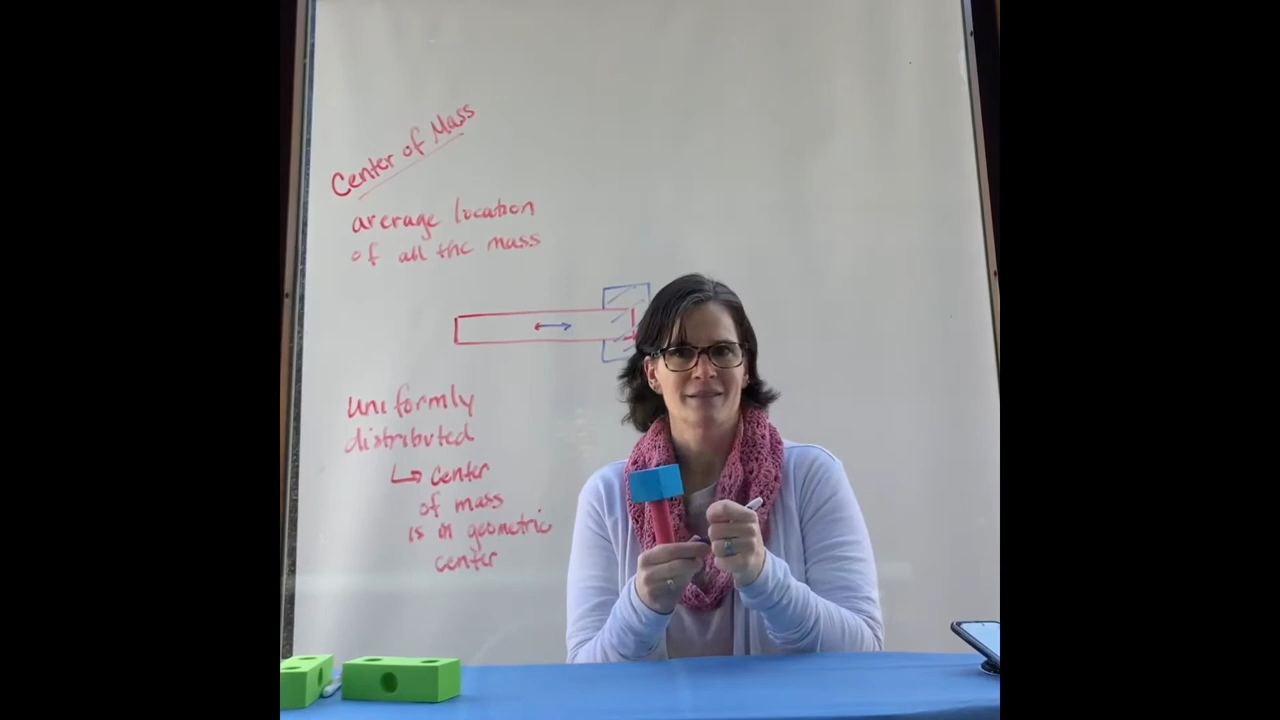 Center of Mass
average location
of all the mass
uniformly
distributed
↳ center
of mass
is in geometric
center